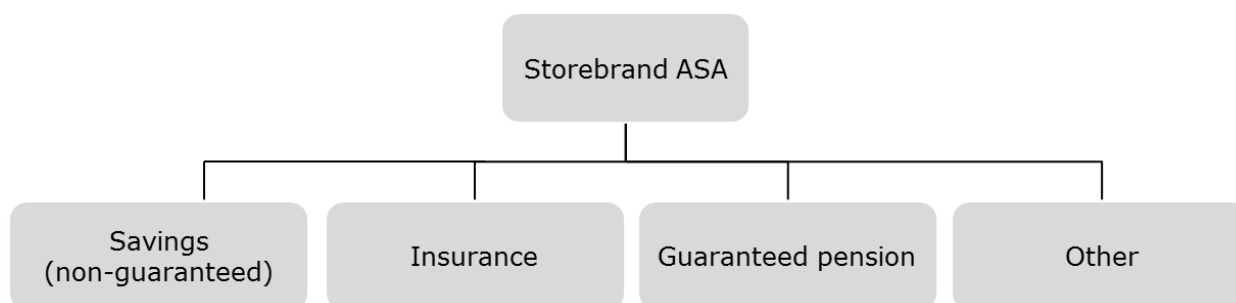 Storebrand ASA
Savings
(non-guaranteed)
Insurance
Guaranteed pension
Other